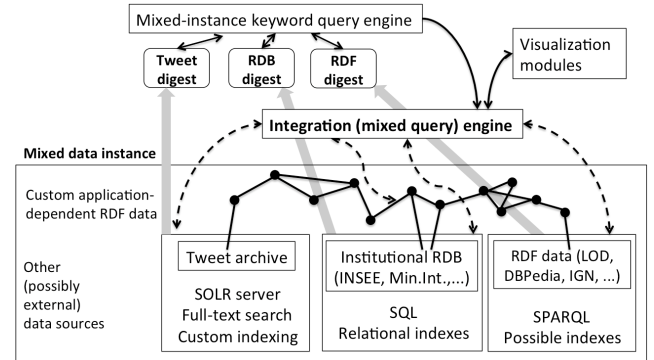 Mixed-instance keyword query engine
Tweet
digest
RDB
digest
RDF
digest
Visualization
modules
Integration (mixed query) engine
Mixed data instance
Custom application-
dependent RDF data
Other
(possibly
external)
data sources
Tweet archive
SOLR server
Full-text search
Custom indexing
Institutional RDB
(INSEE, Min.Int.,...)
SQL
Relational indexes
RDF data (LOD,
DBPedia, IGN, ...)
SPARQL
Possible indexes